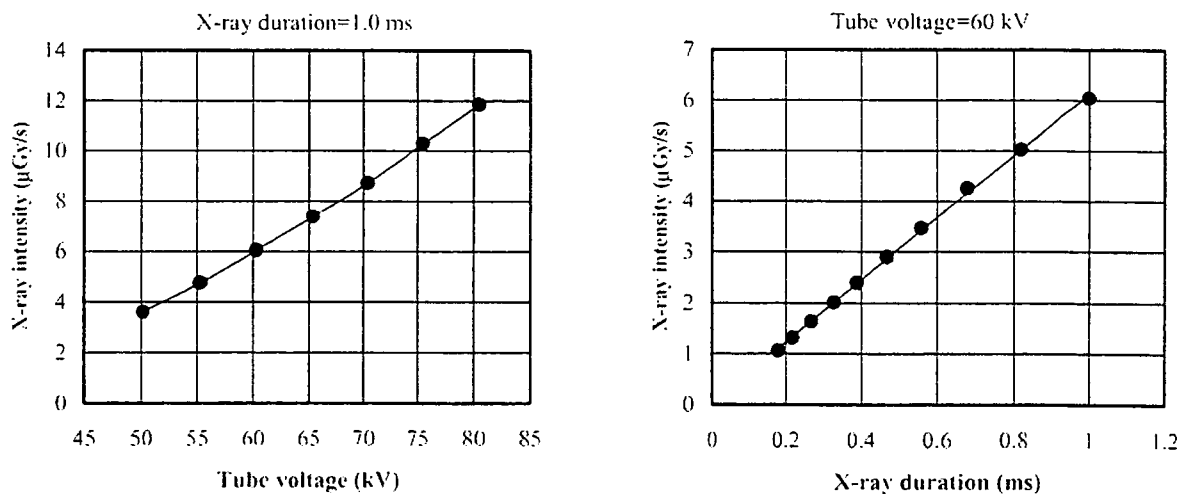 X-ray duration=1.0 ms
14
12
10
8
6
4
2
0
X-ray intensity (μGy/s)
45 50 55 60 65 70 75 80 85
Tube voltage (kV)
Tube voltage=60 kV
7
6
5
4
3
2
1
0
X-ray intensity (μGy/s)
0 0.2 0.4 0.6 0.8 1 1.2
X-ray duration (ms)